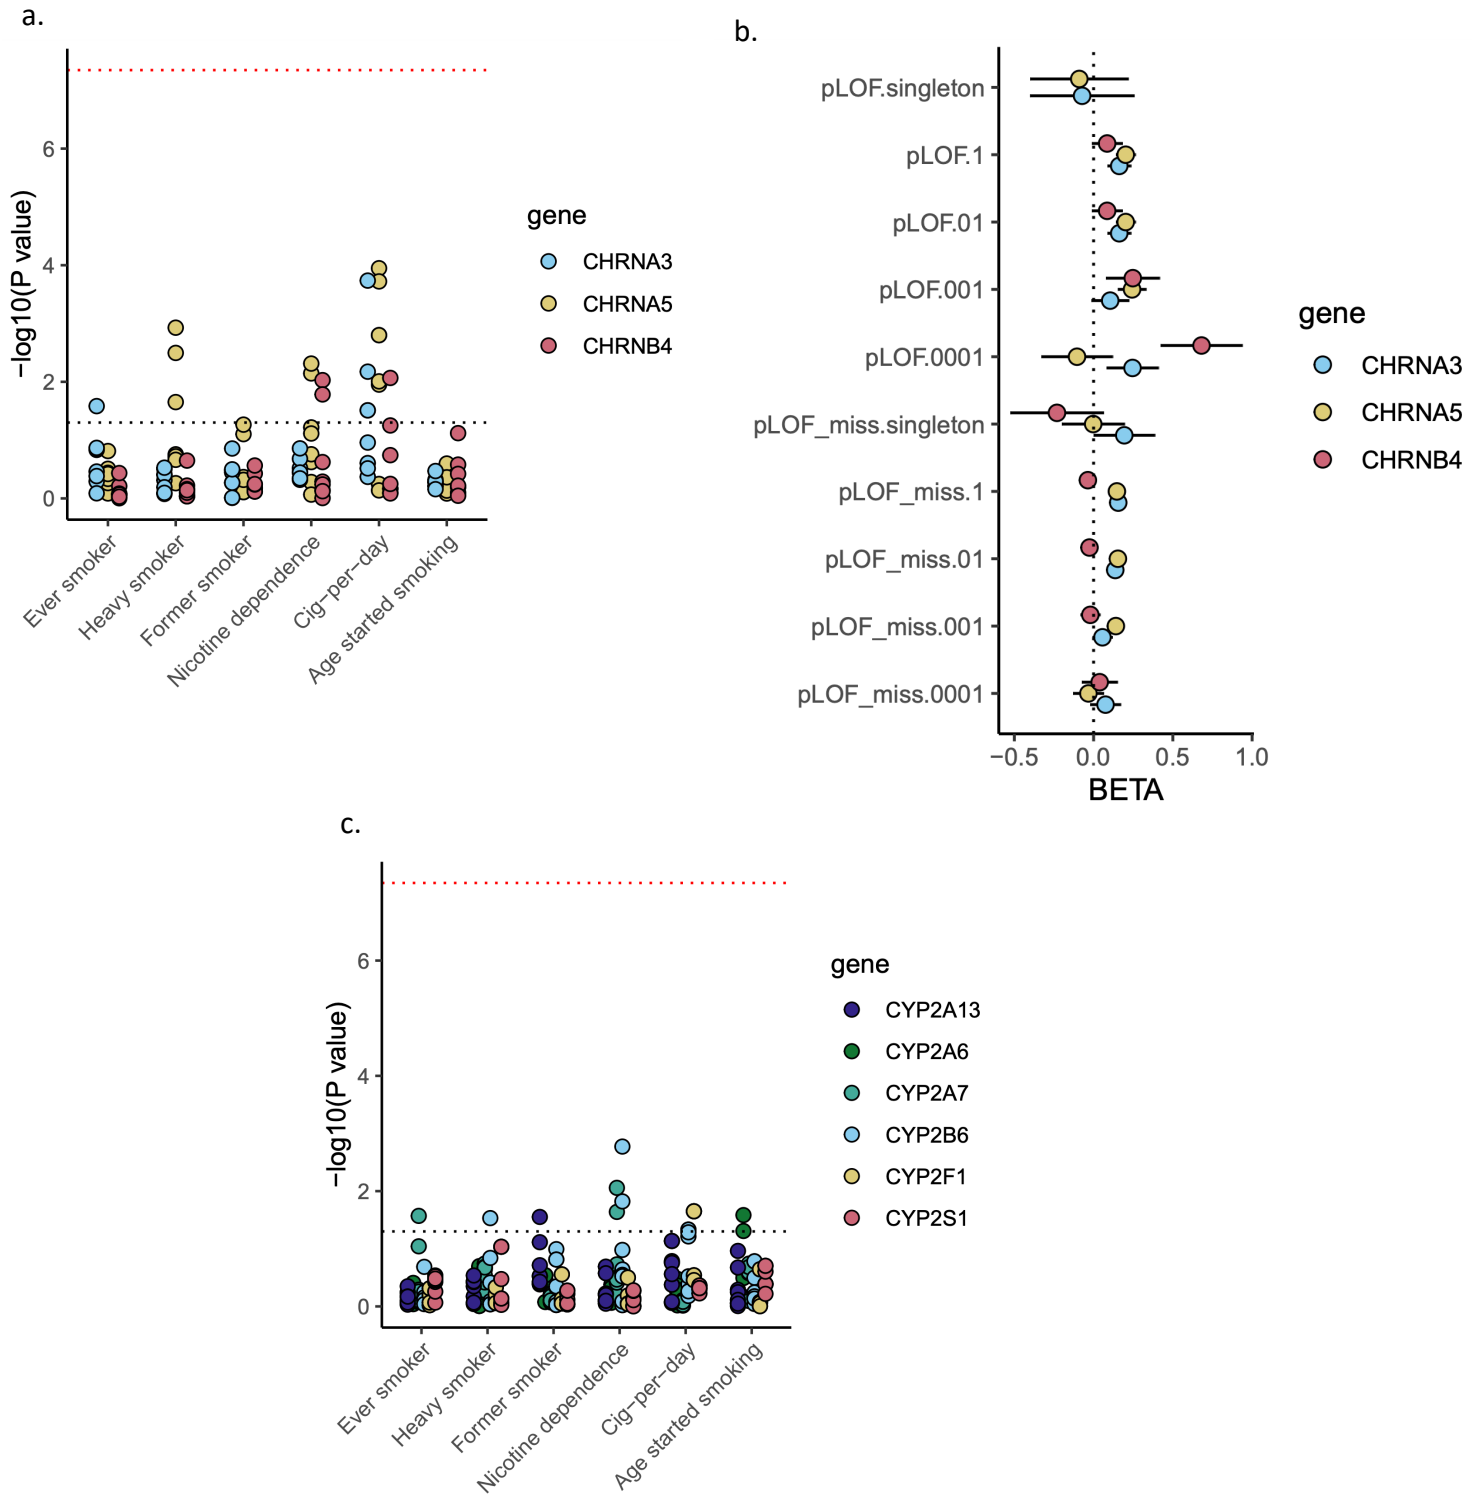 a.
−log10(P value)
6
4
2
0
Ever smoker
Heavy smoker
Former smoker
Nicotine dependence
Cig−per−day
Age started smoking
gene
CHRNA3
CHRNA5
CHRNB4
b.
pLOF.singleton
pLOF.1
pLOF.01
pLOF.001
pLOF.0001
pLOF_miss.singleton
pLOF_miss.1
pLOF_miss.01
pLOF_miss.001
pLOF_miss.0001
−0.5 0.0 0.5 1.0
BETA
gene
CHRNA3
CHRNA5
CHRNB4
c.
−log10(P value)
6
4
2
0
Ever smoker
Heavy smoker
Former smoker
Nicotine dependence
Cig−per−day
Age started smoking
gene
CYP2A13
CYP2A6
CYP2A7
CYP2B6
CYP2F1
CYP2S1